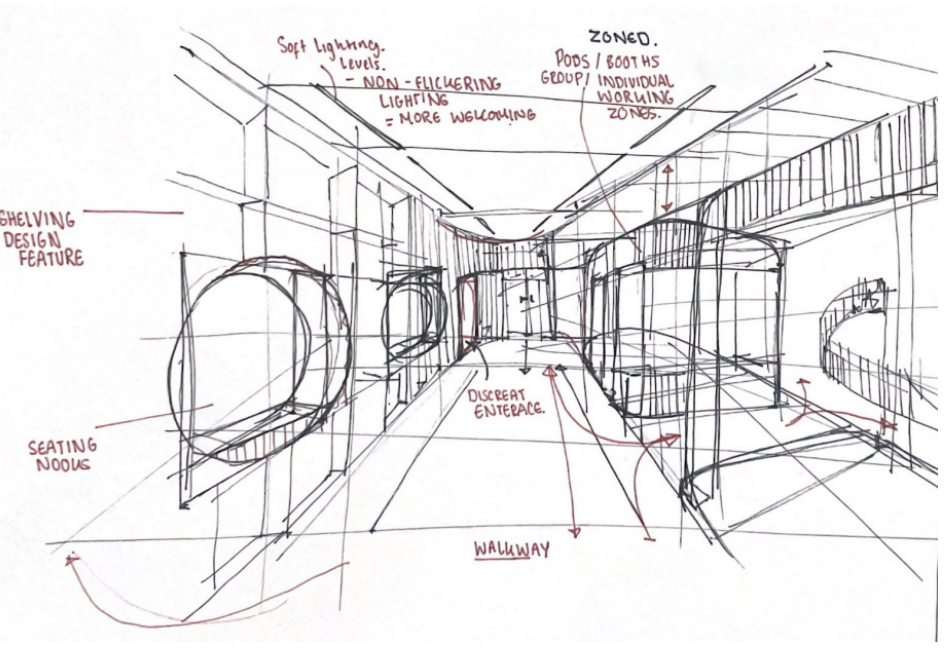 Soft Lighting.
Levels.
- NON-FLICKERING
LIGHTING
= MORE WELCOMING
ZONED.
PODS / BOOTHS
GROUP / INDIVIDUAL
WORKING
ZONES.
SHELVING
DESIGN
FEATURE
SEATING
NOOKS
DISCREAT
ENTERACE.
WALKWAY